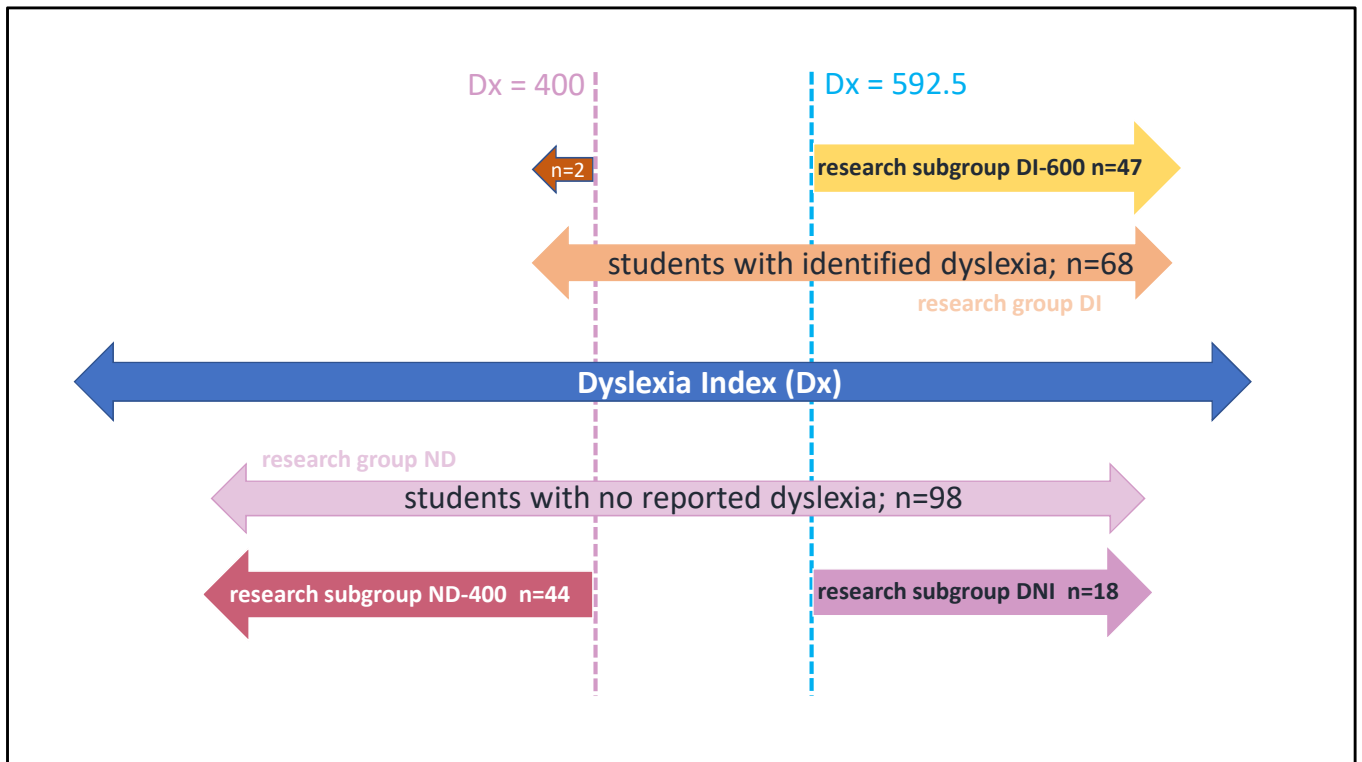 Dx = 400
Dx = 592.5
n=2
research subgroup DI-600 n=47
students with identified dyslexia; n=68
research group DI
Dyslexia Index (Dx)
research group ND
students with no reported dyslexia; n=98
research subgroup ND-400  n=44
research subgroup DNI  n=18